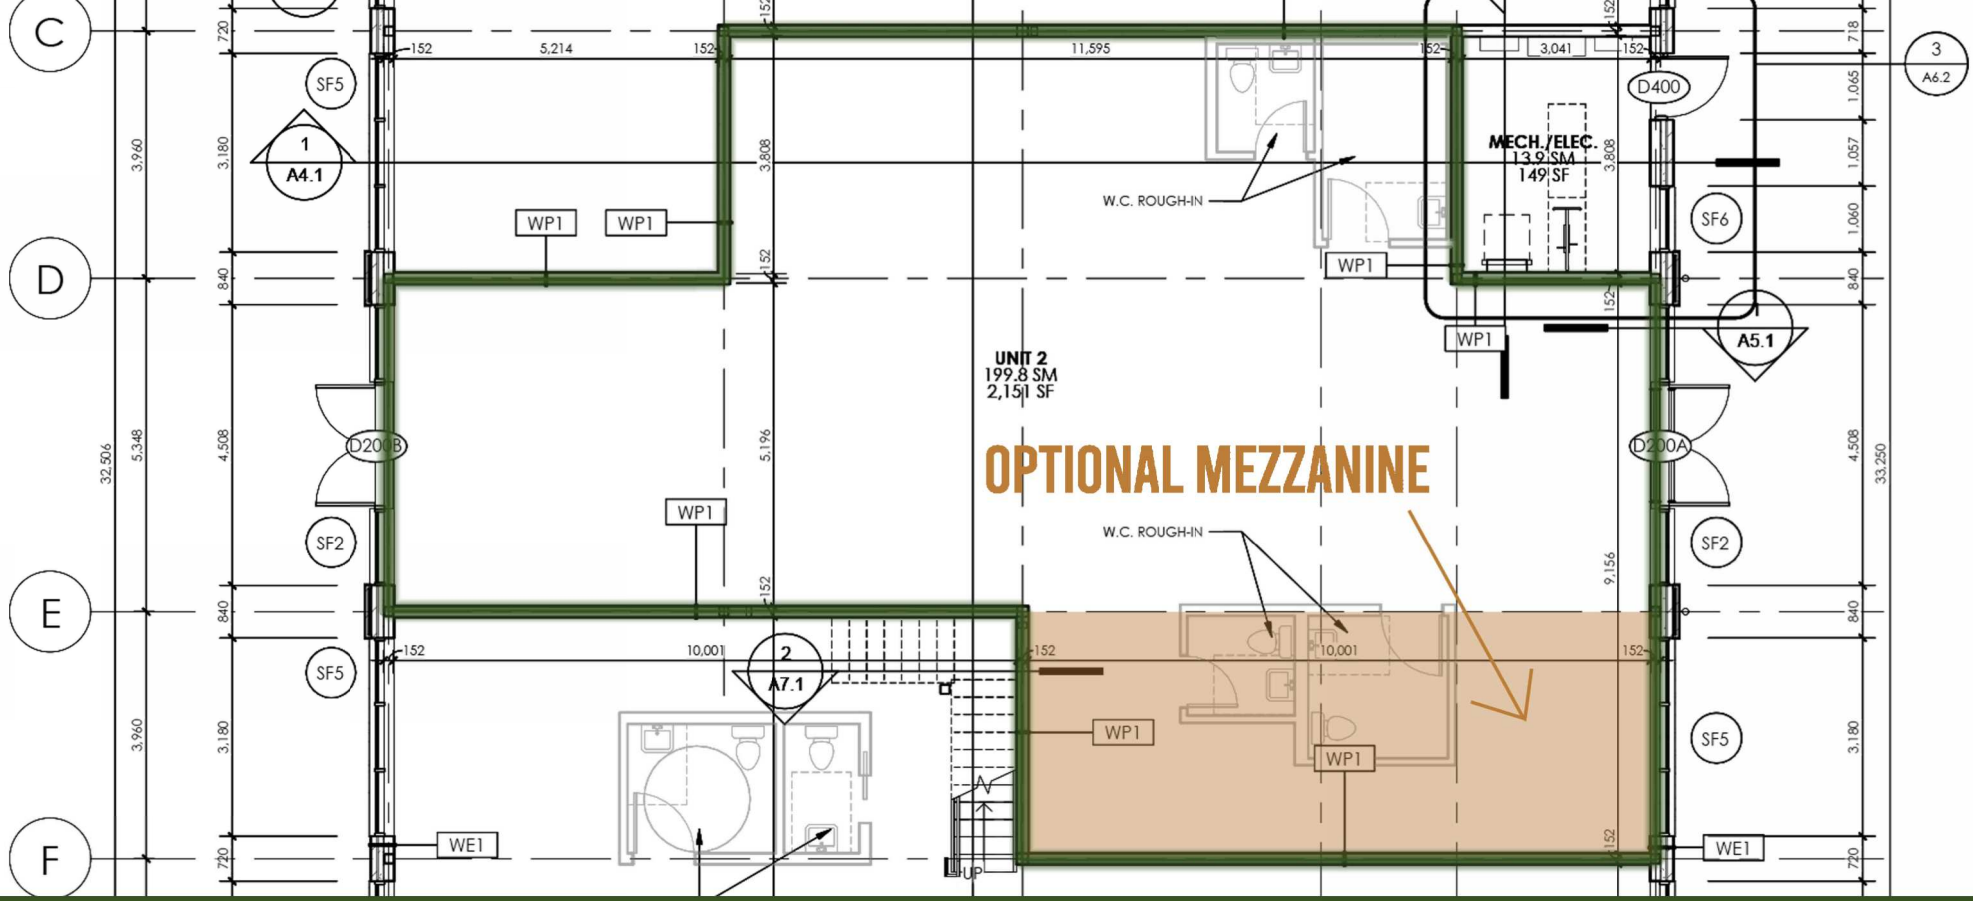 C
720
152
5,214
152
152
11,595
152
3,041
152
152
718
3
A6.2
SF5
D400
1,065
1
A4.1
3,960
3,180
3,808
MECH./ELEC.
13.9 SM
149 SF
3,808
1,057
W.C. ROUGH-IN
WP1
WP1
SF6
1,060
D
840
152
WP1
152
840
WP1
A5.1
UNIT 2
199.8 SM
2,151 SF
32,506
5,348
4,508
D200B
5,196
OPTIONAL MEZZANINE
D200A
4,508
33,250
WP1
W.C. ROUGH-IN
SF2
SF2
9,156
E
840
152
840
152
10,001
2
A7.1
152
10,001
152
SF5
3,960
3,180
WP1
WP1
SF5
3,180
F
720
WE1
UP
152
WE1
720